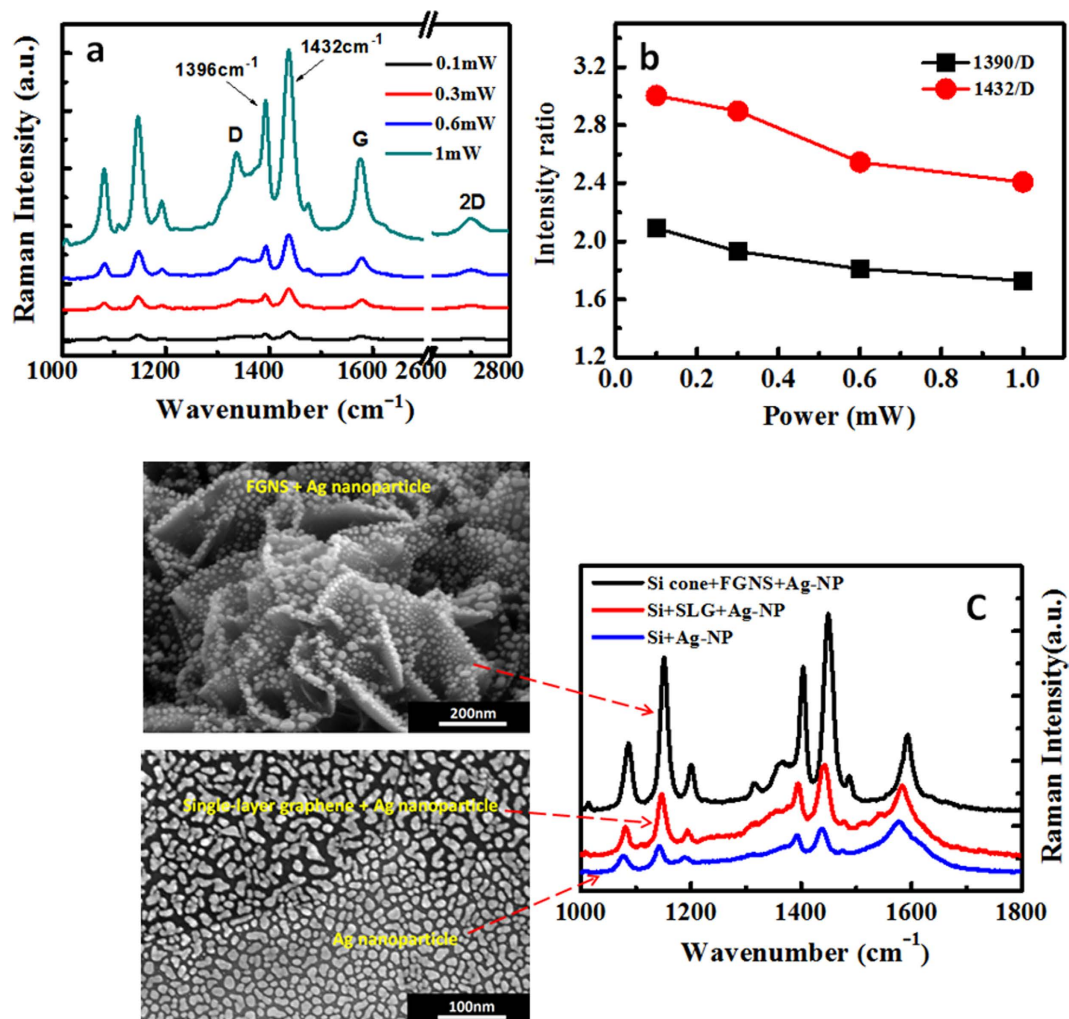 a
1396cm⁻¹
1432cm⁻¹
0.1mW
0.3mW
0.6mW
1mW
D
G
2D
Raman Intensity (a.u.)
1000 1200 1400 1600 2600 2800
Wavenumber (cm⁻¹)
b
1390/D
1432/D
Intensity ratio
3.2
2.8
2.4
2.0
1.6
1.2
0.0 0.2 0.4 0.6 0.8 1.0
Power (mW)
FGNS + Ag nanoparticle
200nm
Single-layer graphene + Ag nanoparticle
Ag nanoparticle
100nm
Si cone+FGNS+Ag-NP
Si+SLG+Ag-NP
Si+Ag-NP
C
1000 1200 1400 1600 1800
Wavenumber (cm⁻¹)
Raman Intensity(a.u.)